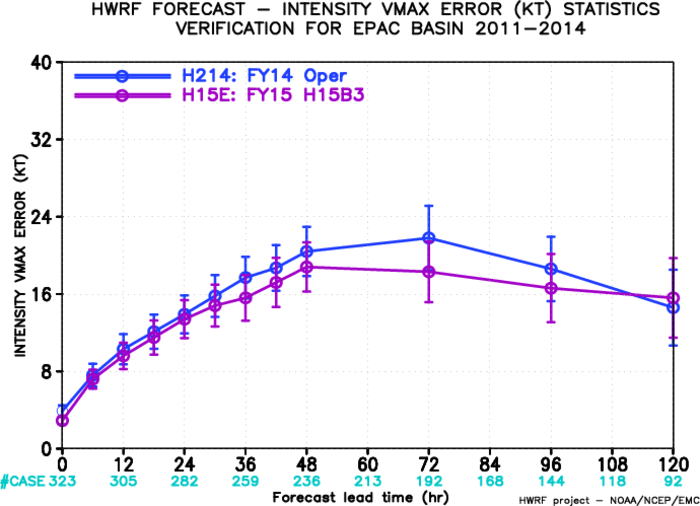 HWRF FORECAST – INTENSITY VMAX ERROR (KT) STATISTICS
VERIFICATION FOR EPAC BASIN 2011–2014
H214: FY14 Oper
H15E: FY15 H15B3
INTENSITY VMAX ERROR (KT)
40
32
24
16
8
0
0 12 24 36 48 60 72 84 96 108 120
#CASE 323 305 282 259 236 213 192 168 144 118 92
Forecast lead time (hr)
HWRF project – NOAA/NCEP/EMC